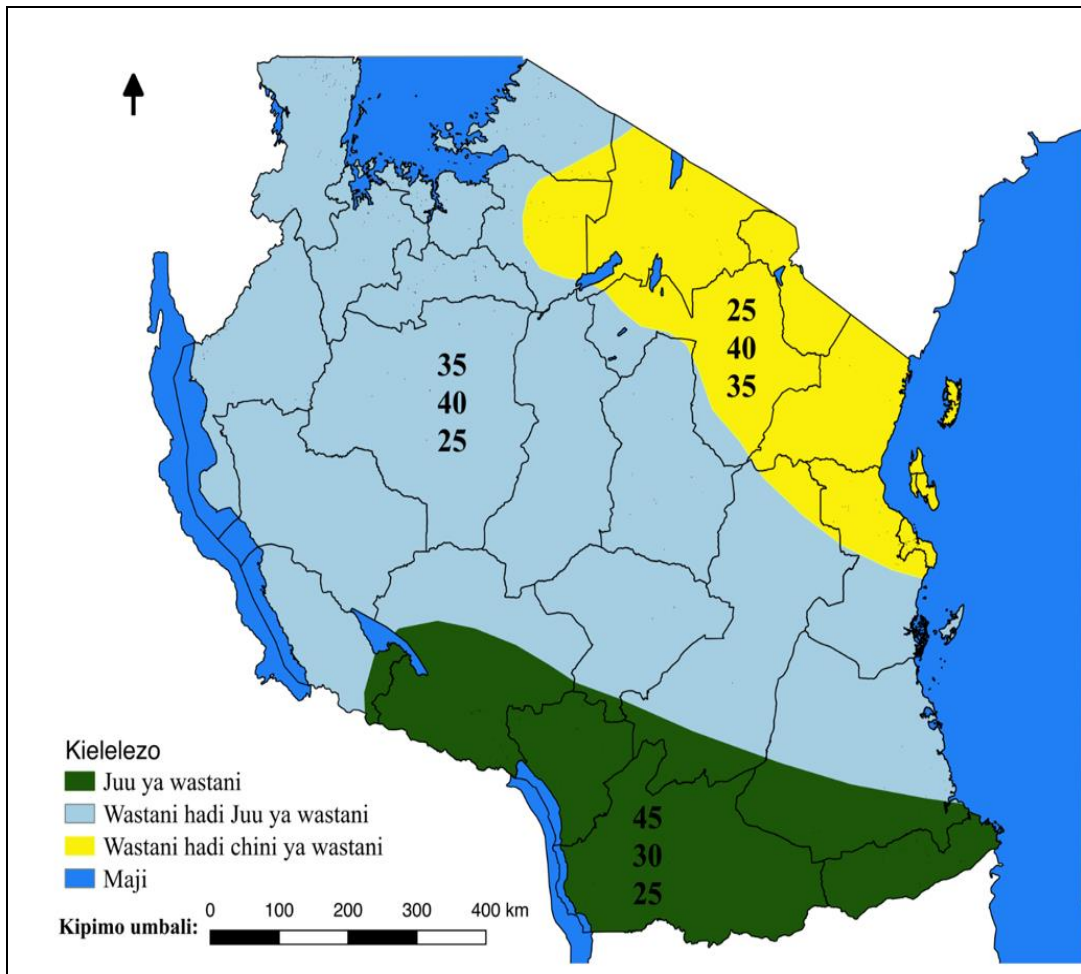 25
40
35
35
40
25
45
30
25
Kielelezo
Juu ya wastani
Wastani hadi Juu ya wastani
Wastani hadi chini ya wastani
Maji
Kipimo umbali:
0 100 200 300 400 km